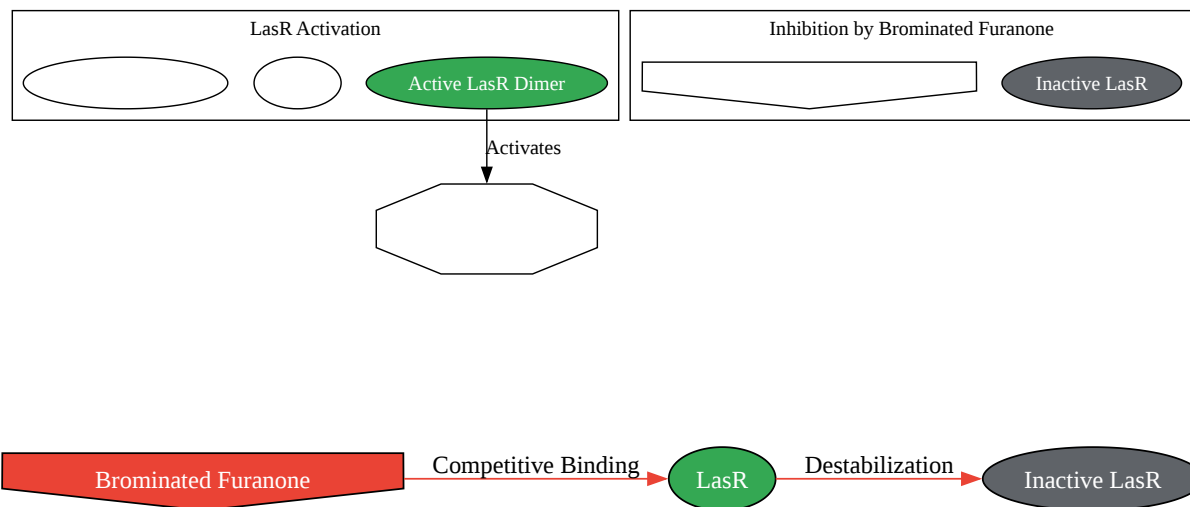 LasR Activation
Active LasR Dimer
Activates
Inhibition by Brominated Furanone
Inactive LasR
Brominated Furanone
Competitive Binding
LasR
Destabilization
Inactive LasR